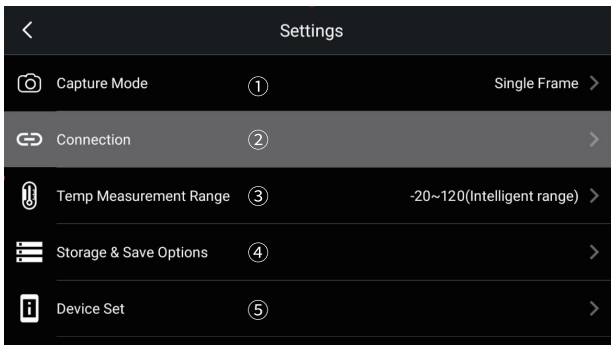 Settings
Capture Mode ① Single Frame
Connection ②
Temp Measurement Range ③ -20~120(Intelligent range)
Storage & Save Options ④
Device Set ⑤